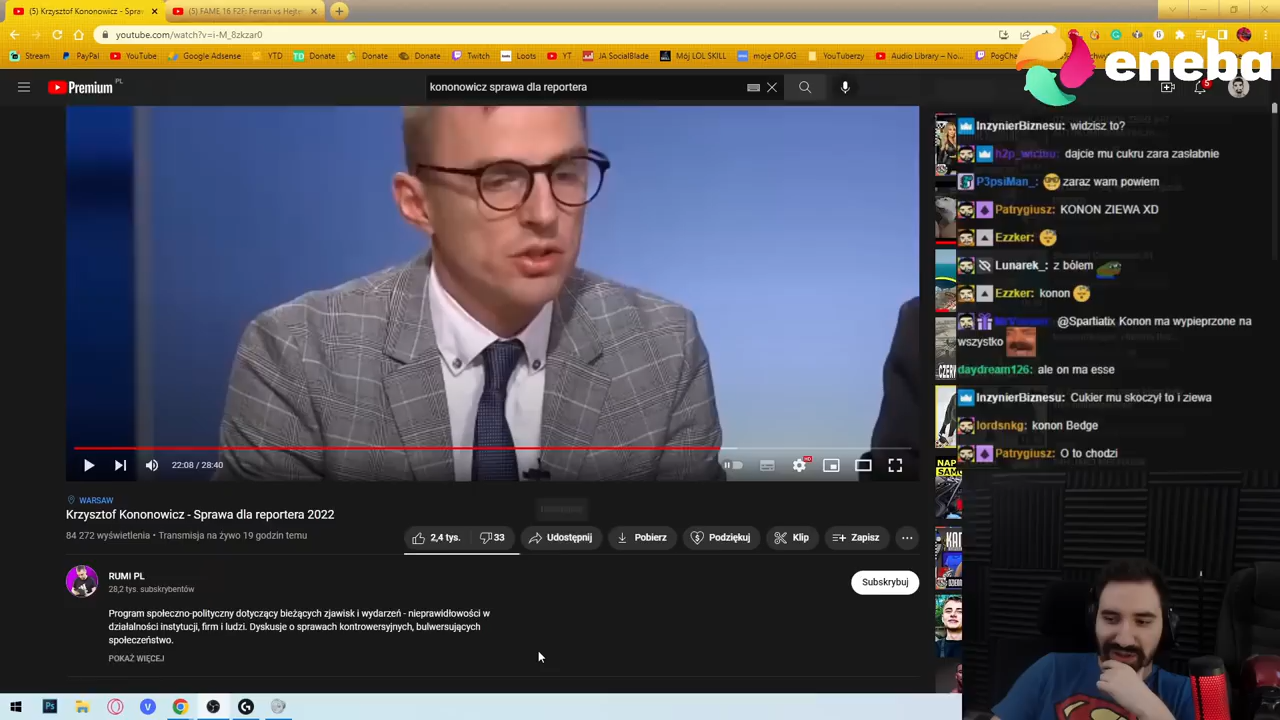 (5) Krzysztof Kononowicz - Spraw
(5) FAME 16 F2F: Ferrari vs Hejte
youtube.com/watch?v=i-M_8zkzar0
Stream
PayPal
YouTube
Google Adsense
YTD
Donate
Donate
Donate
Twitch
Loots
YT
JA SocialBlade
Mój LOL SKILL
moje OP.GG
YouTuberzy
Audio Library – No...
eneba
Premium
PL
kononowicz sprawa dla reportera
5
InzynierBiznesu: widzisz to?
dajcie mu cukru zara zasłabnie
P3psiMan_: zaraz wam powiem
Patrygiusz: KONON ZIEWA XD
Ezzker:
Lunarek_: z bólem
Ezzker: konon
@Spartiatix Konon ma wypieprzone na
wszystko
daydream126: ale on ma esse
InzynierBiznesu: Cukier mu skoczył to i ziewa
lordsnkg: konon Bedge
Patrygiusz: O to chodzi
22:08 / 28:40
HD
WARSAW
Krzysztof Kononowicz - Sprawa dla reportera 2022
84 272 wyświetlenia • Transmisja na żywo 19 godzin temu
2,4 tys.
33
Udostępnij
Pobierz
Podziękuj
Klip
Zapisz
RUMI PL
28,2 tys. subskrybentów
Subskrybuj
Program społeczno-polityczny dotyczący bieżących zjawisk i wydarzeń - nieprawidłowości w
działalności instytucji, firm i ludzi. Dyskusje o sprawach kontrowersyjnych, bulwersujących
społeczeństwo.
POKAŻ WIĘCEJ